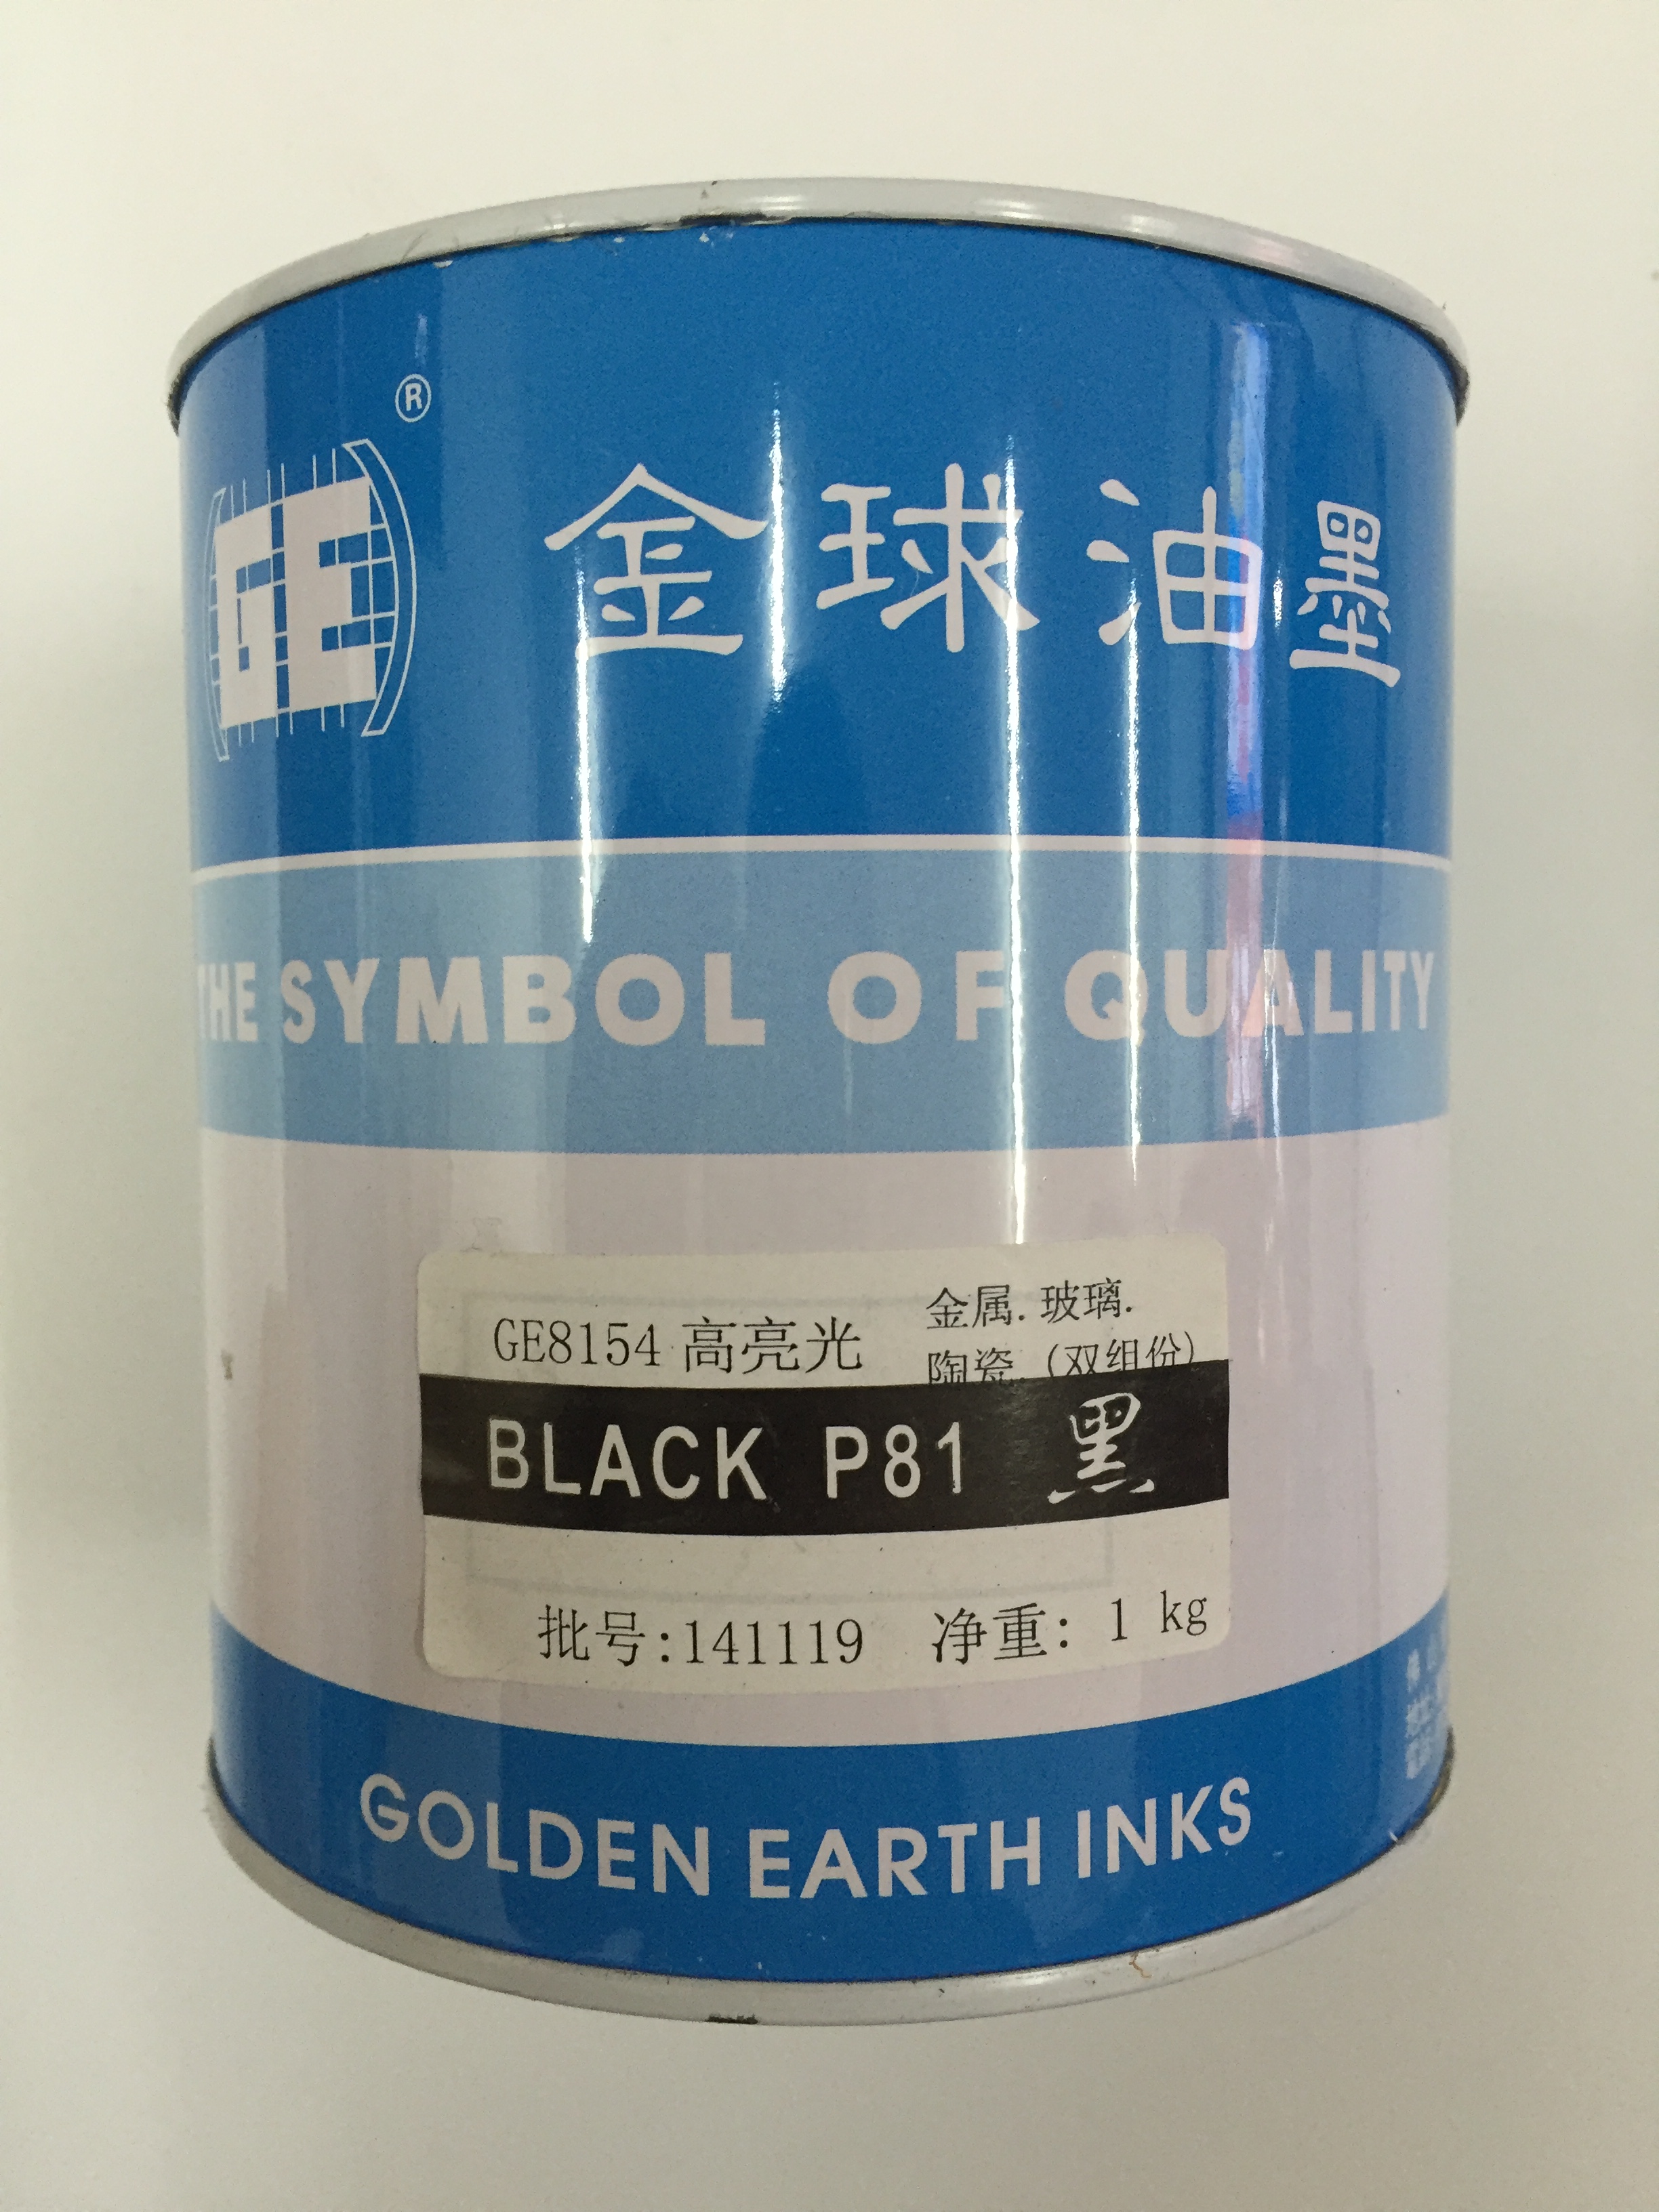 ®
GE
金球油墨
THE SYMBOL OF QUALITY
GE8154 高亮光
金属.玻璃.
陶瓷.(双组份)
BLACK P81 黑
批号:141119 净重: 1 kg
GOLDEN EARTH INKS